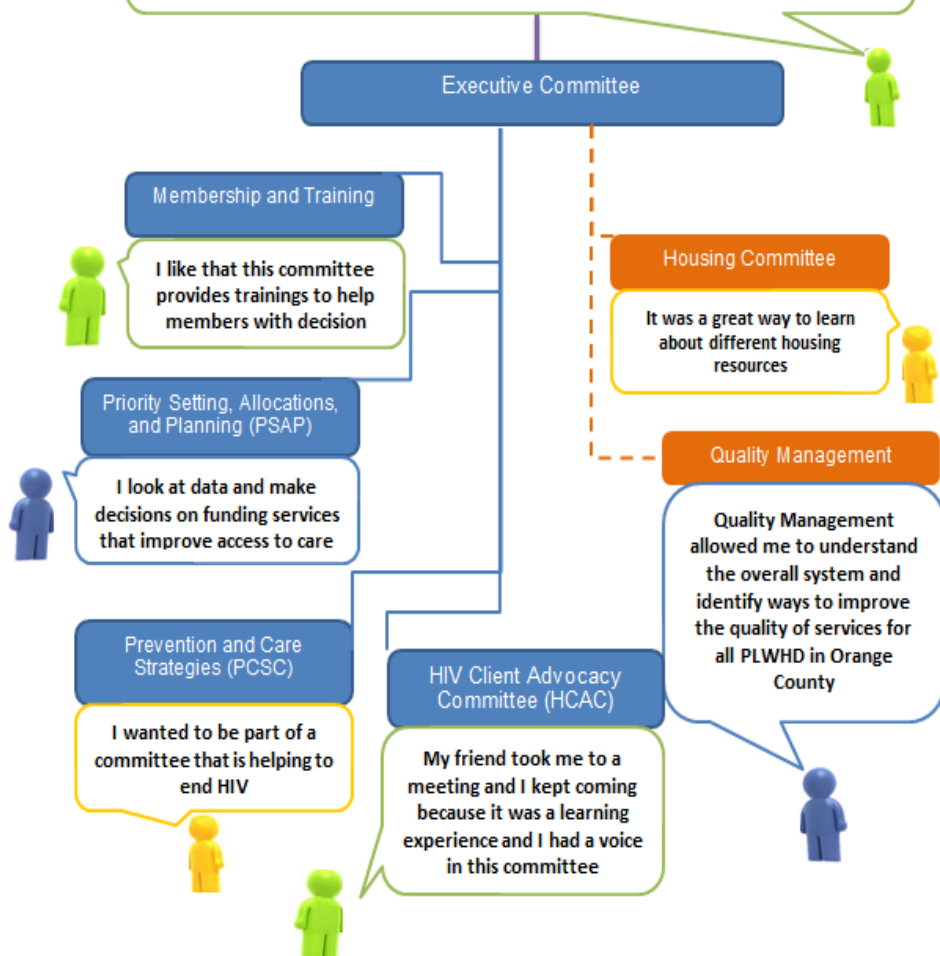 Executive Committee
Membership and Training
I like that this committee
provides trainings to help
members with decision
Housing Committee
It was a great way to learn
about different housing
resources
Priority Setting, Allocations,
and Planning (PSAP)
I look at data and make
decisions on funding services
that improve access to care
Quality Management
Quality Management
allowed me to understand
the overall system and
identify ways to improve
the quality of services for
all PLWHD in Orange
County
Prevention and Care
Strategies (PCSC)
I wanted to be part of a
committee that is helping to
end HIV
HIV Client Advocacy
Committee (HCAC)
My friend took me to a
meeting and I kept coming
because it was a learning
experience and I had a voice
in this committee